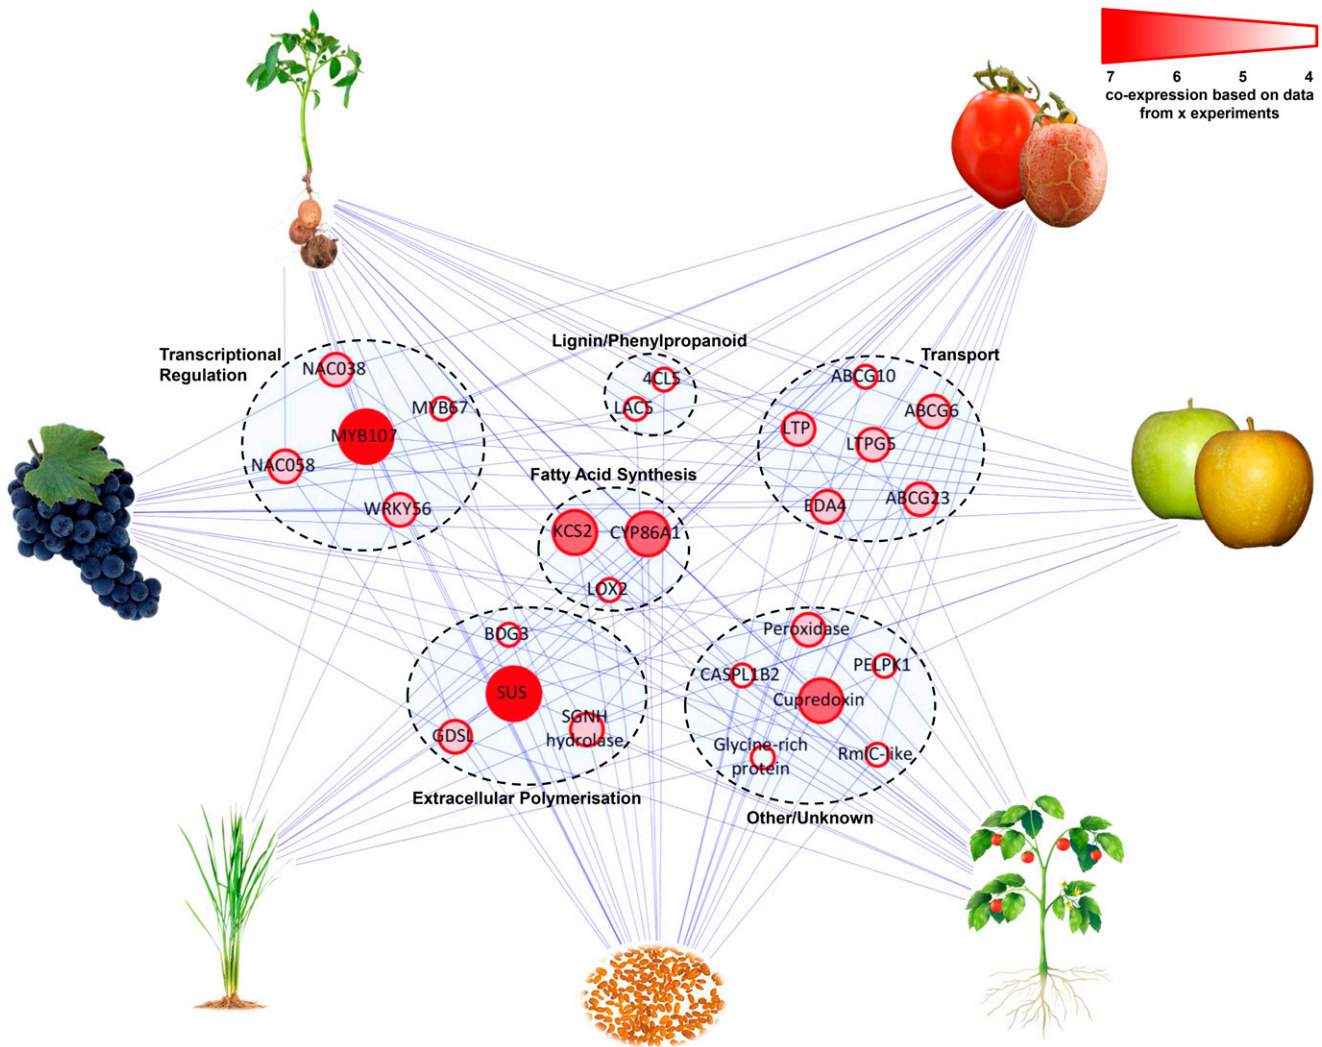 7 6 5 4
co-expression based on data
from x experiments
Transcriptional
Regulation
NAC038
MYB67
MYB107
NAC058
WRKY56
Lignin/Phenylpropanoid
4CL5
LAC5
Transport
ABCG10
ABCG6
LTP
LTPG5
EDA4
ABCG23
Fatty Acid Synthesis
KCS2
CYP86A1
LOX2
BDG3
SUS
GDSL
SGNH
hydrolase
Extracellular Polymerisation
Peroxidase
CASPL1B2
PELPK1
Cupredoxin
Glycine-rich
protein
RmlC-like
Other/Unknown